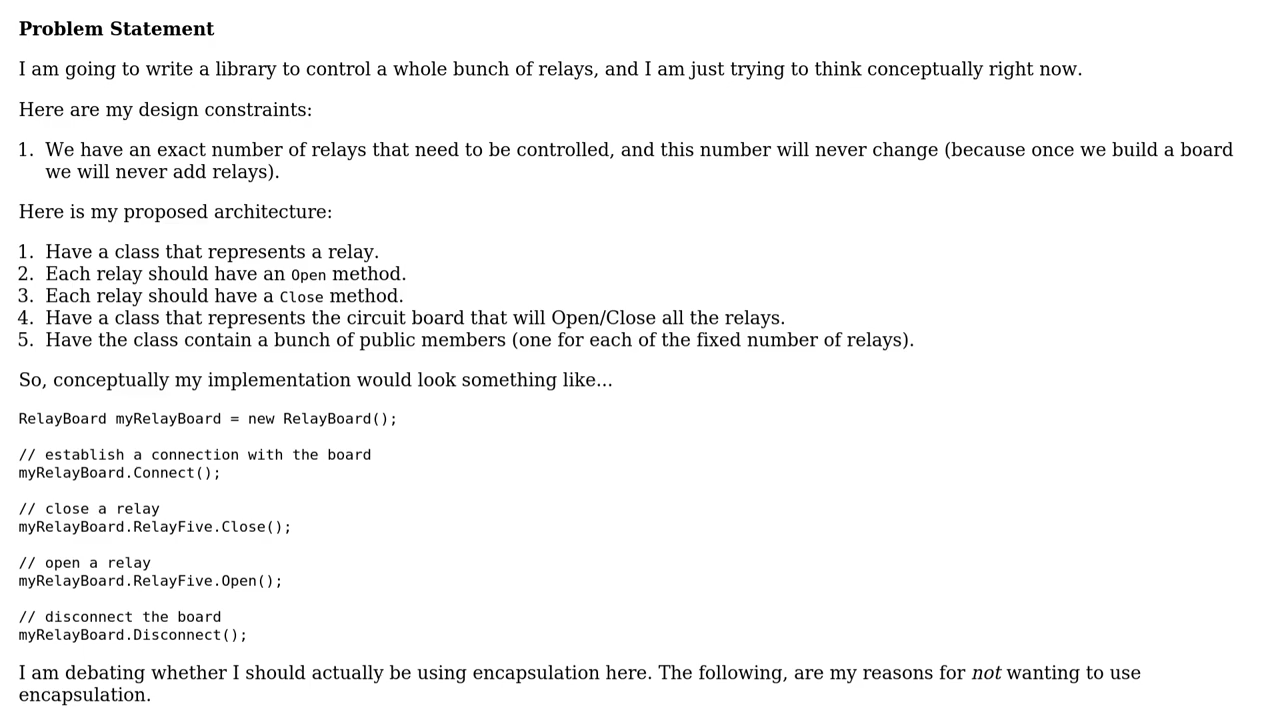 Problem Statement
I am going to write a library to control a whole bunch of relays, and I am just trying to think conceptually right now.
Here are my design constraints:
1. We have an exact number of relays that need to be controlled, and this number will never change (because once we build a board
we will never add relays).
Here is my proposed architecture:
1. Have a class that represents a relay.
2. Each relay should have an Open method.
3. Each relay should have a Close method.
4. Have a class that represents the circuit board that will Open/Close all the relays.
5. Have the class contain a bunch of public members (one for each of the fixed number of relays).
So, conceptually my implementation would look something like...
RelayBoard myRelayBoard = new RelayBoard();
// establish a connection with the board
myRelayBoard.Connect();
// close a relay
myRelayBoard.RelayFive.Close();
// open a relay
myRelayBoard.RelayFive.Open();
// disconnect the board
myRelayBoard.Disconnect();
I am debating whether I should actually be using encapsulation here. The following, are my reasons for not wanting to use
encapsulation.